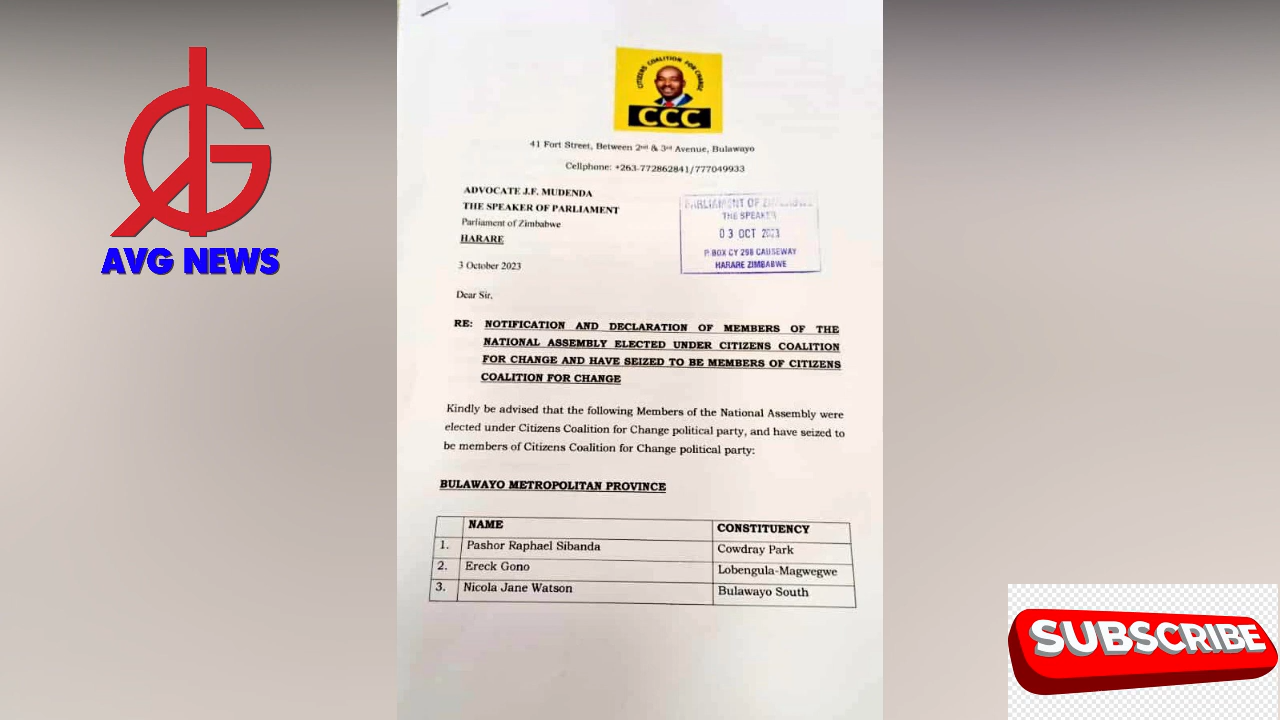 AVG NEWS
CITIZENS COALITION FOR CHANGE
CCC
41 Fort Street, Between 2nd & 3rd Avenue, Bulawayo
Cellphone: +263-772862841/777049933
ADVOCATE J.F. MUDENDA
THE SPEAKER OF PARLIAMENT
Parliament of Zimbabwe
HARARE
PARLIAMENT OF ZIMBABWE
THE SPEAKER
03 OCT 2023
P. BOX CY 298 CAUSEWAY
HARARE ZIMBABWE
3 October 2023
Dear Sir,
RE: NOTIFICATION AND DECLARATION OF MEMBERS OF THE
NATIONAL ASSEMBLY ELECTED UNDER CITIZENS COALITION
FOR CHANGE AND HAVE SEIZED TO BE MEMBERS OF CITIZENS
COALITION FOR CHANGE
Kindly be advised that the following Members of the National Assembly were
elected under Citizens Coalition for Change political party, and have seized to
be members of Citizens Coalition for Change political party:
BULAWAYO METROPOLITAN PROVINCE
NAME CONSTITUENCY
1. Pashor Raphael Sibanda Cowdray Park
2. Ereck Gono Lobengula-Magwegwe
3. Nicola Jane Watson Bulawayo South
SUBSCRIBE